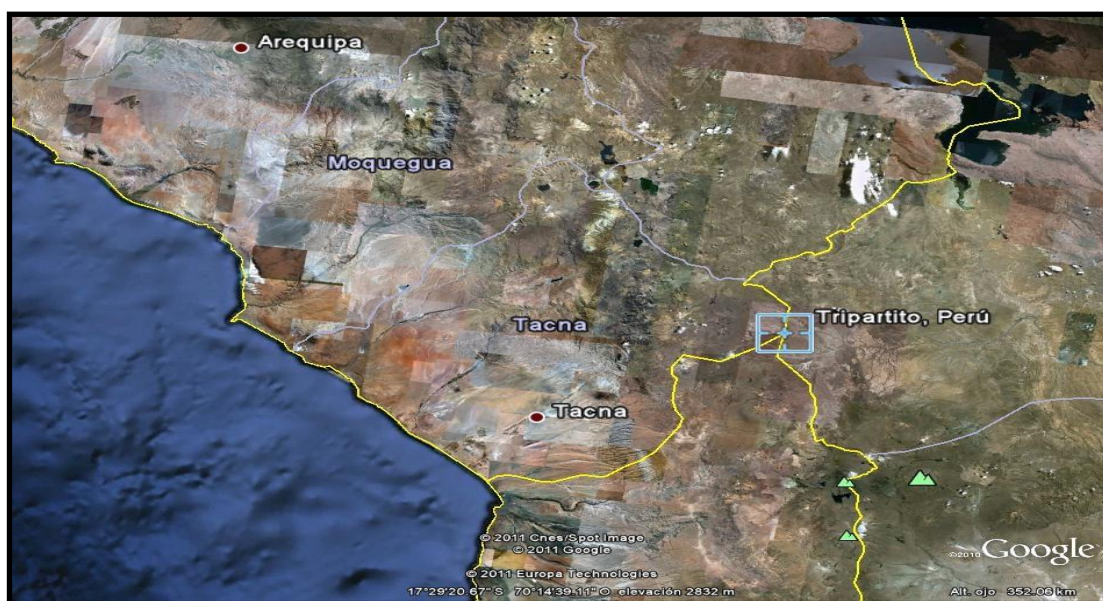 Arequipa
Moquegua
Tripartito, Perú
Tacna
Tacna
© 2011 Cnes/Spot Image
© 2011 Google
© 2011 Europa Technologies
©2010 Google
17°29'20.67" S 70°14'39.11" O elevación 2832 m
Alt. ojo 352.06 km